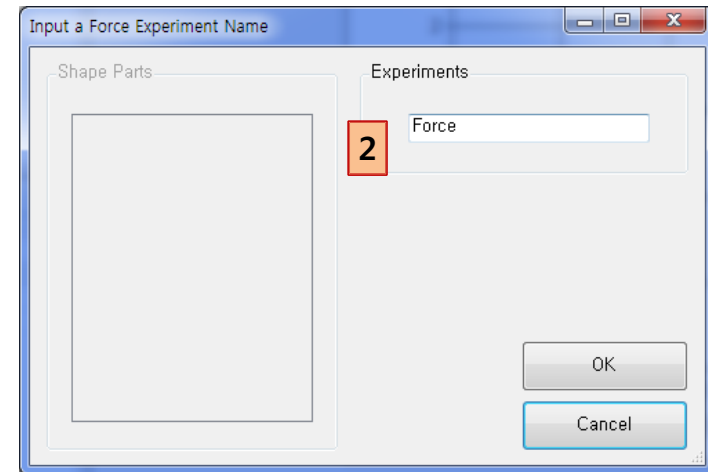 Input a Force Experiment Name
Shape Parts
Experiments
Force
2
OK
Cancel